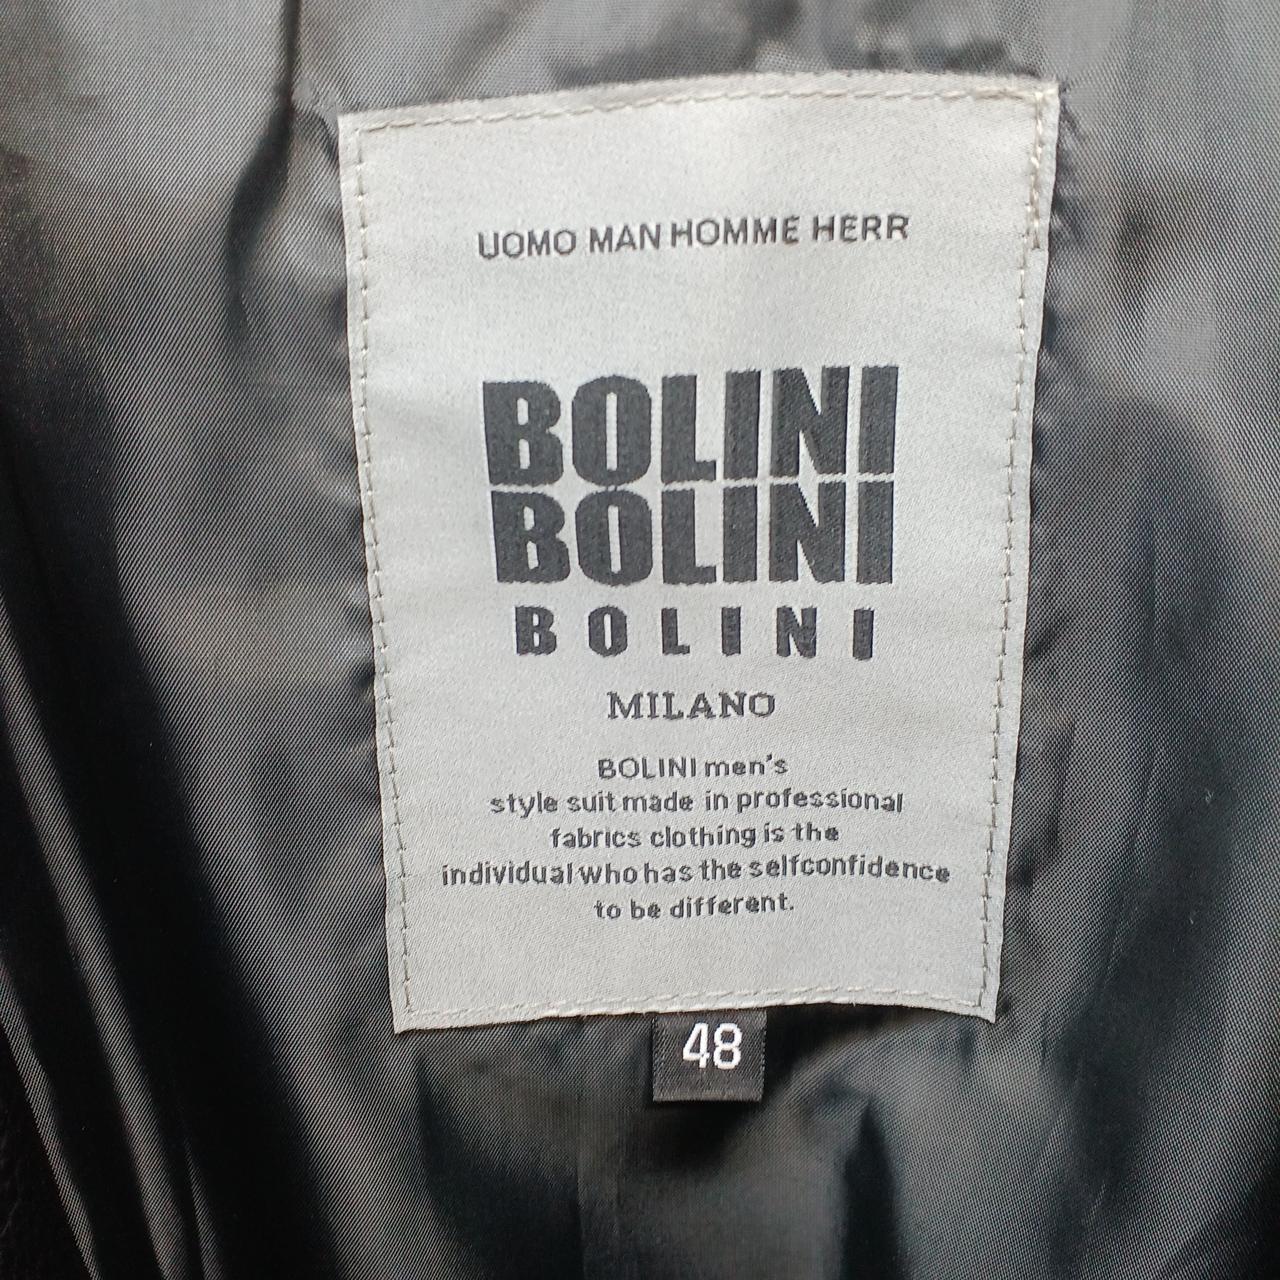 UOMO MAN HOMME HERR
BOLINI
BOLINI
BOLINI
MILANO
BOLINI men's
style suit made in professional
fabrics clothing is the
individual who has the selfconfidence
to be different.
48